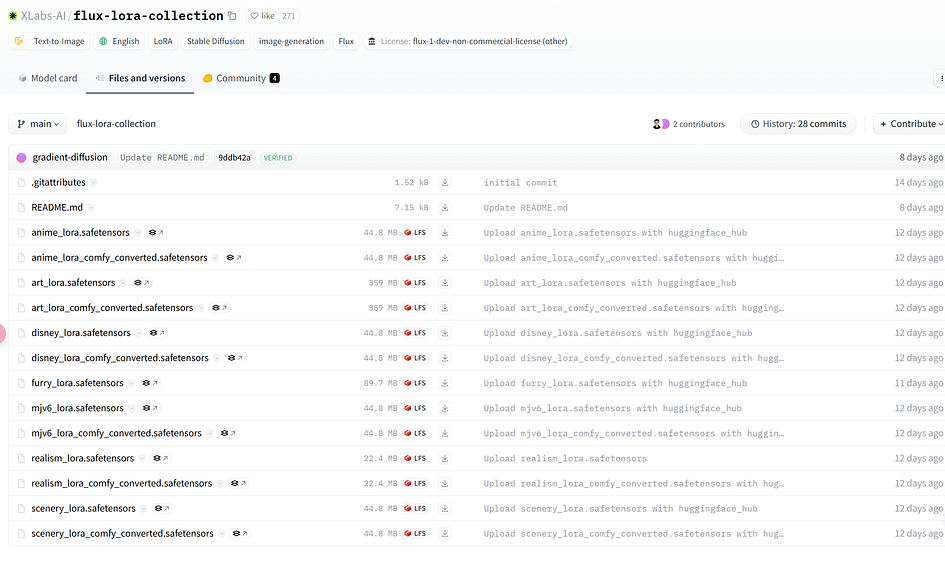 XLabs-AI/flux-lora-collection like 271
Text-to-Image English LoRA Stable Diffusion image-generation Flux License: flux-1-dev-non-commercial-license (other)
Model card Files and versions Community 4
main flux-lora-collection 2 contributors History: 28 commits + Contribute
gradient-diffusion Update README.md 9ddb42a VERIFIED 8 days ago
.gitattributes 1.52 kB initial commit 14 days ago
README.md 7.15 kB Update README.md 8 days ago
anime_lora.safetensors 44.8 MB LFS Upload anime_lora.safetensors with huggingface_hub 12 days ago
anime_lora_comfy_converted.safetensors 44.8 MB LFS Upload anime_lora_comfy_converted.safetensors with huggi… 12 days ago
art_lora.safetensors 359 MB LFS Upload art_lora.safetensors with huggingface_hub 12 days ago
art_lora_comfy_converted.safetensors 359 MB LFS Upload art_lora_comfy_converted.safetensors with hugging… 12 days ago
disney_lora.safetensors 44.8 MB LFS Upload disney_lora.safetensors with huggingface_hub 12 days ago
disney_lora_comfy_converted.safetensors 44.8 MB LFS Upload disney_lora_comfy_converted.safetensors with hugg… 12 days ago
furry_lora.safetensors 89.7 MB LFS Upload furry_lora.safetensors with huggingface_hub 11 days ago
mjv6_lora.safetensors 44.8 MB LFS Upload mjv6_lora.safetensors with huggingface_hub 12 days ago
mjv6_lora_comfy_converted.safetensors 44.8 MB LFS Upload mjv6_lora_comfy_converted.safetensors with huggin… 12 days ago
realism_lora.safetensors 22.4 MB LFS Upload realism_lora.safetensors 12 days ago
realism_lora_comfy_converted.safetensors 22.4 MB LFS Upload realism_lora_comfy_converted.safetensors with hug… 12 days ago
scenery_lora.safetensors 44.8 MB LFS Upload scenery_lora.safetensors with huggingface_hub 12 days ago
scenery_lora_comfy_converted.safetensors 44.8 MB LFS Upload scenery_lora_comfy_converted.safetensors with hug… 12 days ago